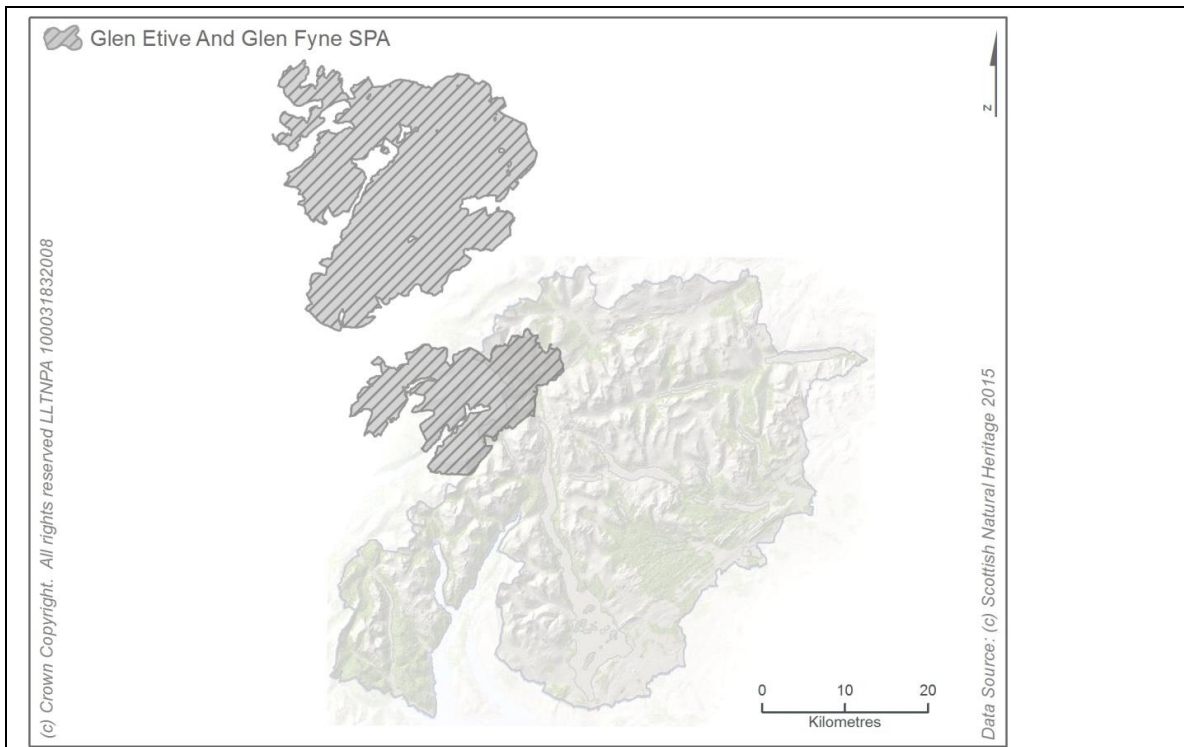 Glen Etive And Glen Fyne SPA
z
(c) Crown Copyright. All rights reserved LLTNPA 100031832008
Data Source: (c) Scottish Natural Heritage 2015
0 10 20
Kilometres